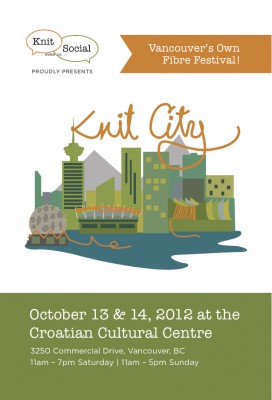 Knit
Social
PROUDLY PRESENTS
Vancouver's Own
Fibre Festival!
Knit City
October 13 & 14, 2012 at the
Croatian Cultural Centre
3250 Commercial Drive, Vancouver, BC
11am – 7pm Saturday | 11am – 5pm Sunday